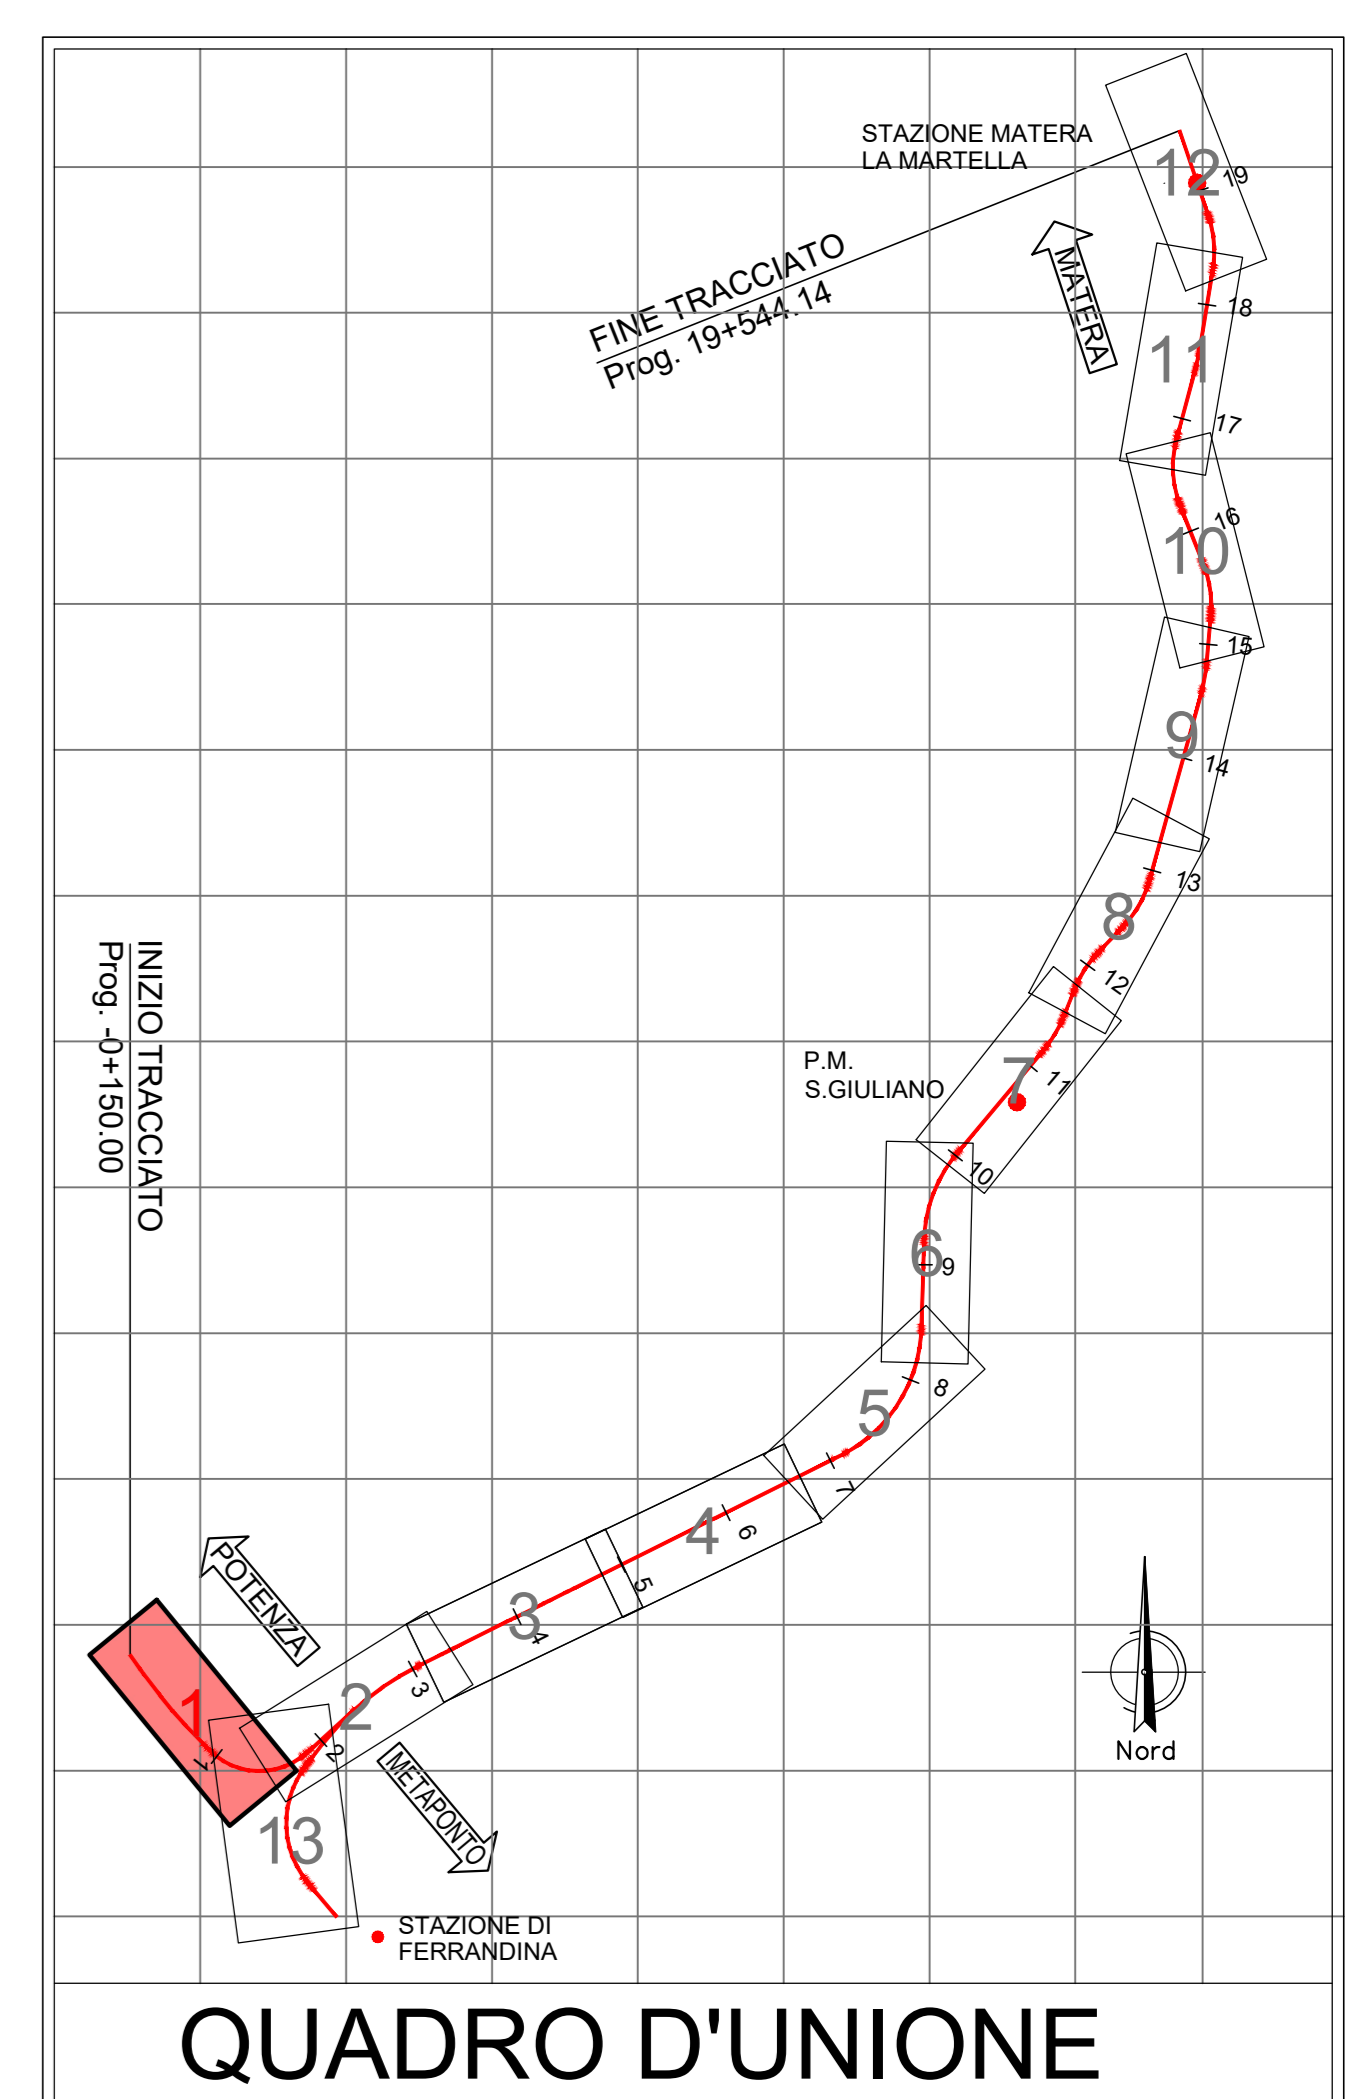 STAZIONE MATERA
LA MARTELLA
12
19
MATERA
FINE TRACCIATO
Prog. 19+544.14
18
11
17
16
10
15
9
14
13
8
12
INIZIO TRACCIATO
Prog. -0+150.00
P.M.
S.GIULIANO
7
11
10
6
9
8
5
7
4
6
5
3
4
POTENZA
3
2
1
1
2
METAPONTO
13
Nord
STAZIONE DI
FERRANDINA
QUADRO D'UNIONE